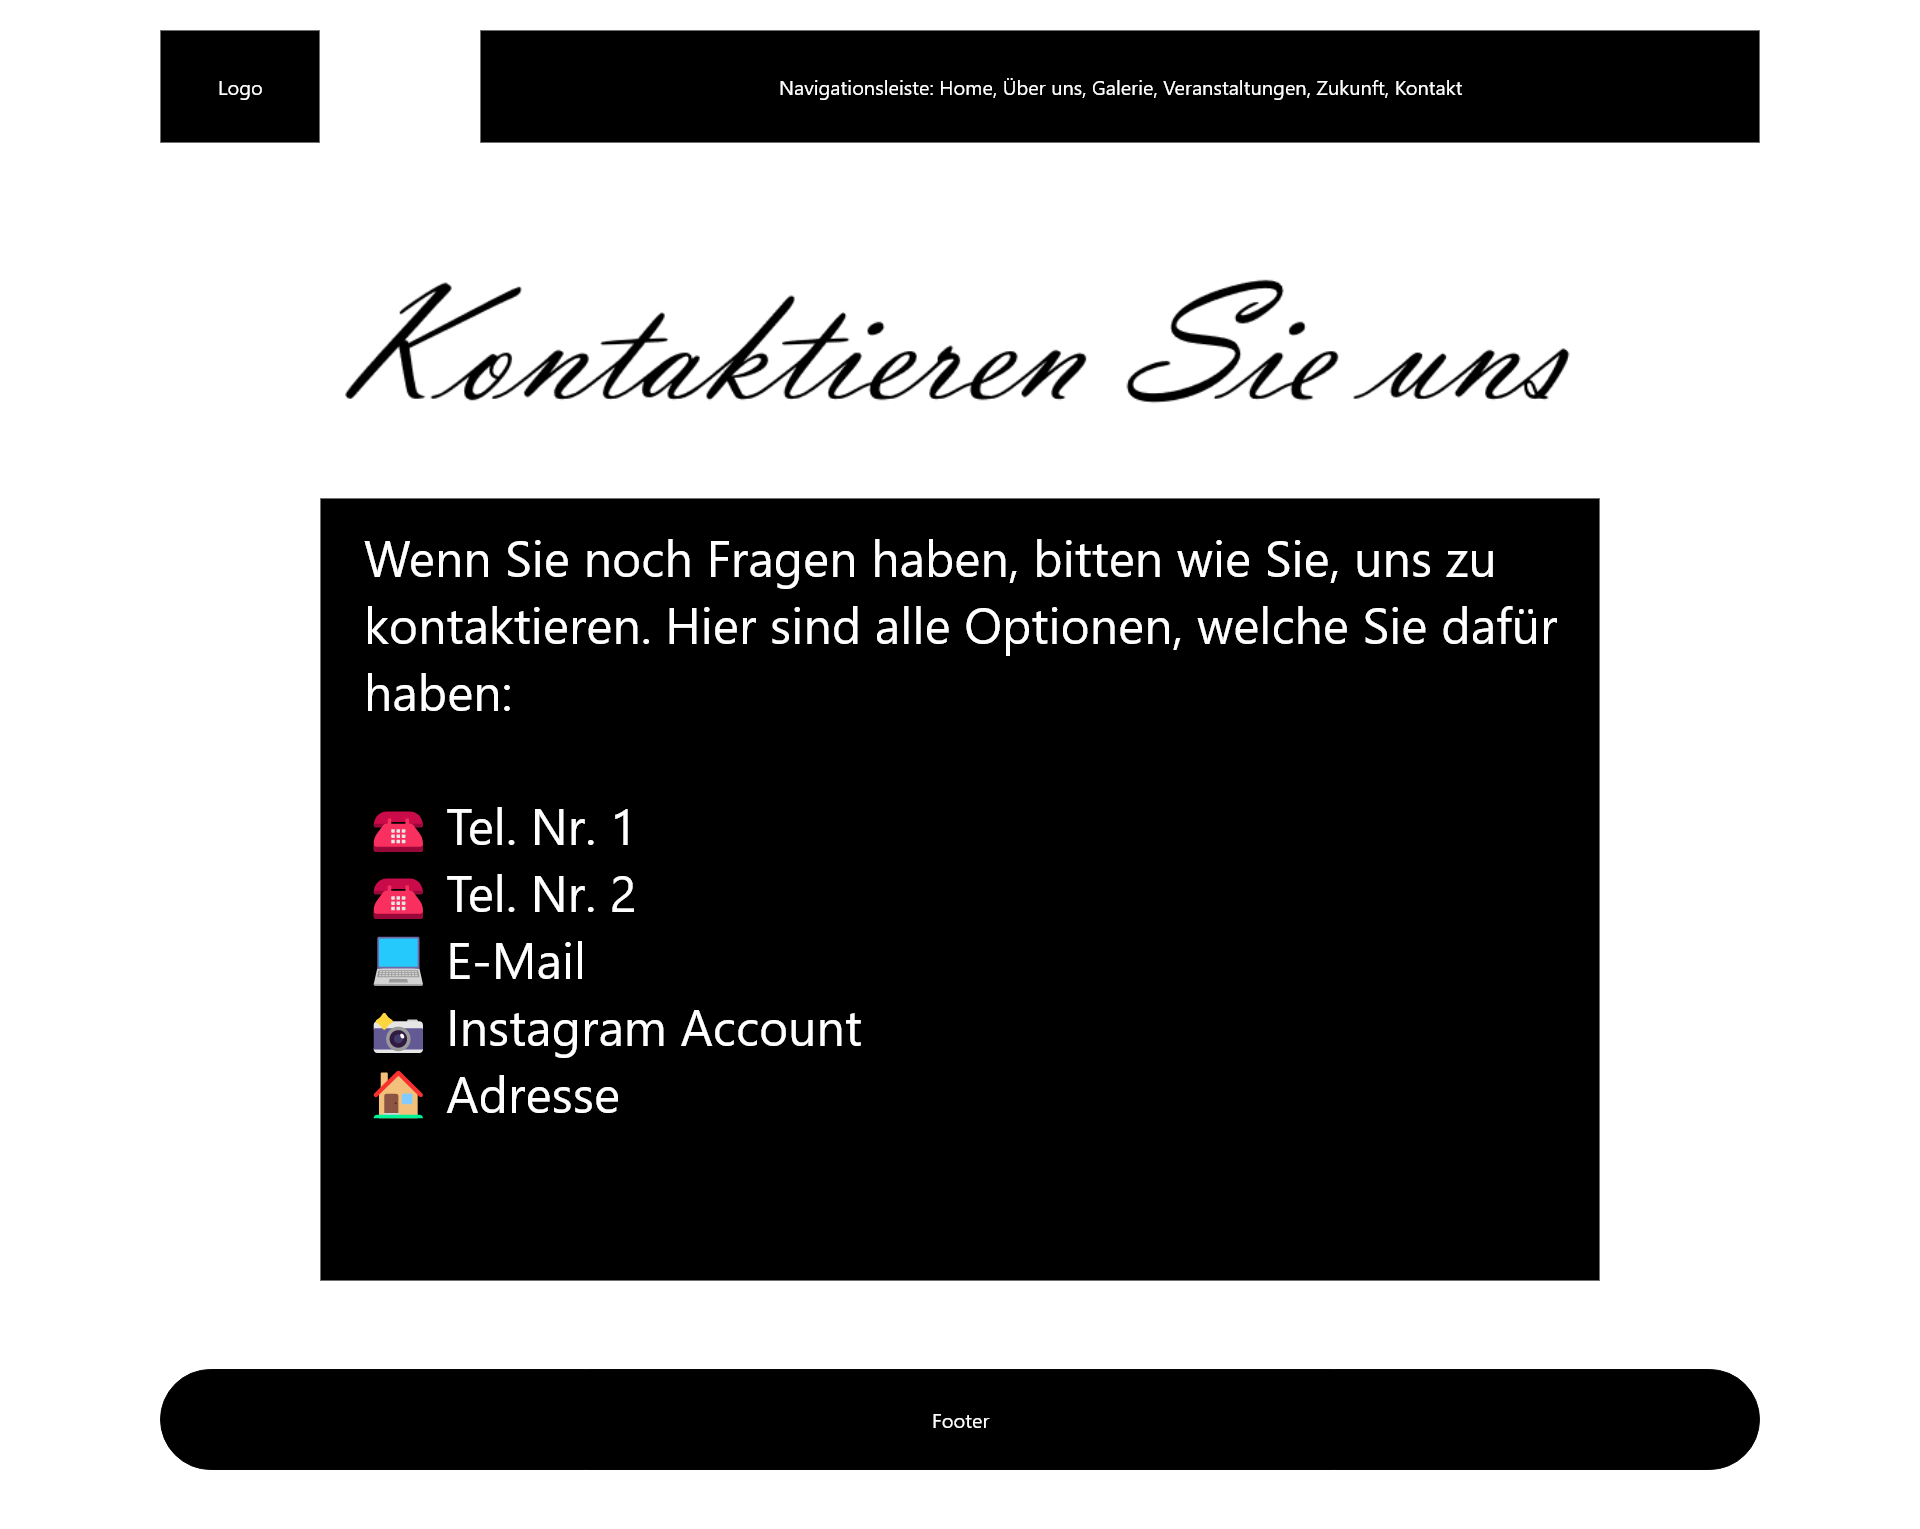 Logo
Navigationsleiste: Home, Über uns, Galerie, Veranstaltungen, Zukunft, Kontakt
Kontaktieren Sie uns
Wenn Sie noch Fragen haben, bitten wie Sie, uns zu
kontaktieren. Hier sind alle Optionen, welche Sie dafür
haben:
Tel. Nr. 1
Tel. Nr. 2
E-Mail
Instagram Account
Adresse
Footer